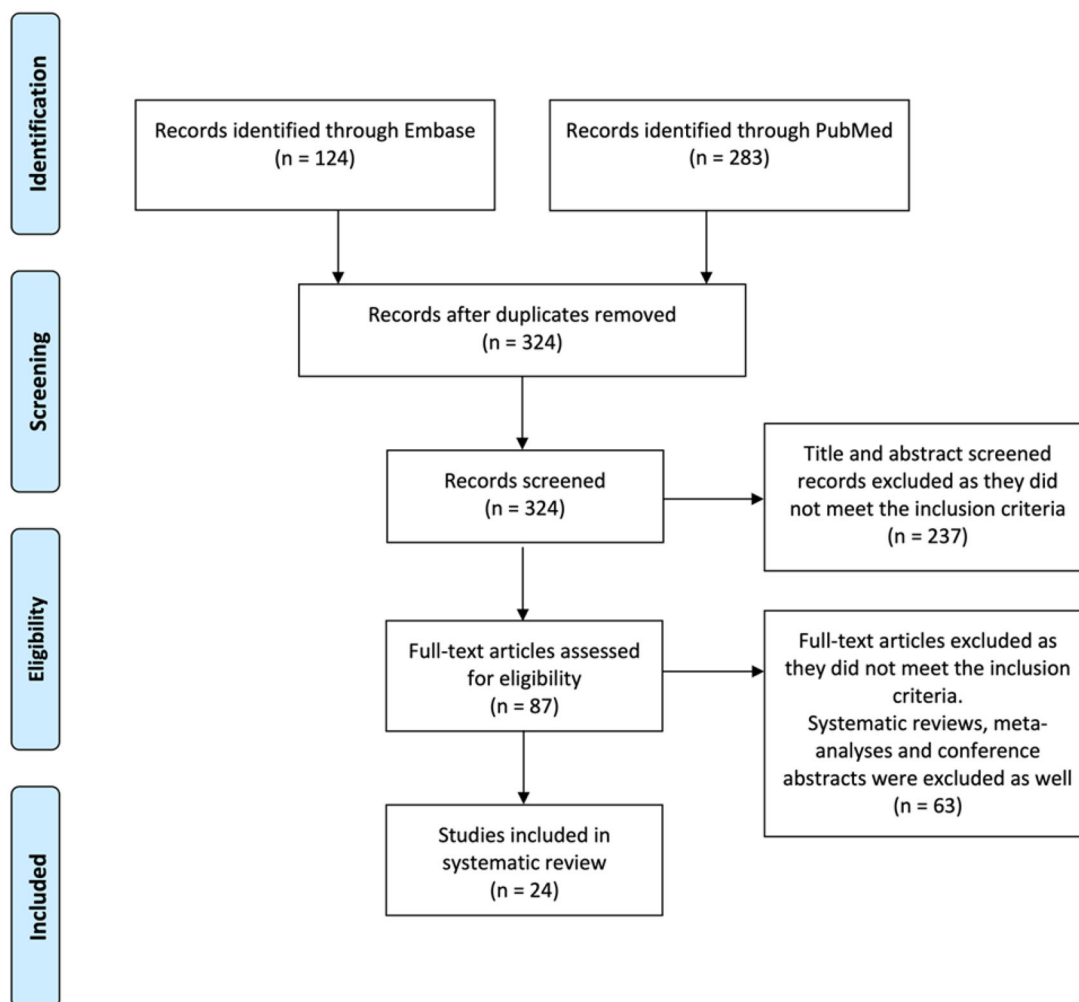 Identification
Records identified through Embase
(n = 124)
Records identified through PubMed
(n = 283)
Screening
Records after duplicates removed
(n = 324)
Records screened
(n = 324)
Title and abstract screened
records excluded as they did
not meet the inclusion criteria
(n = 237)
Eligibility
Full-text articles assessed
for eligibility
(n = 87)
Full-text articles excluded as
they did not meet the inclusion
criteria.
Systematic reviews, meta-
analyses and conference
abstracts were excluded as well
(n = 63)
Included
Studies included in
systematic review
(n = 24)